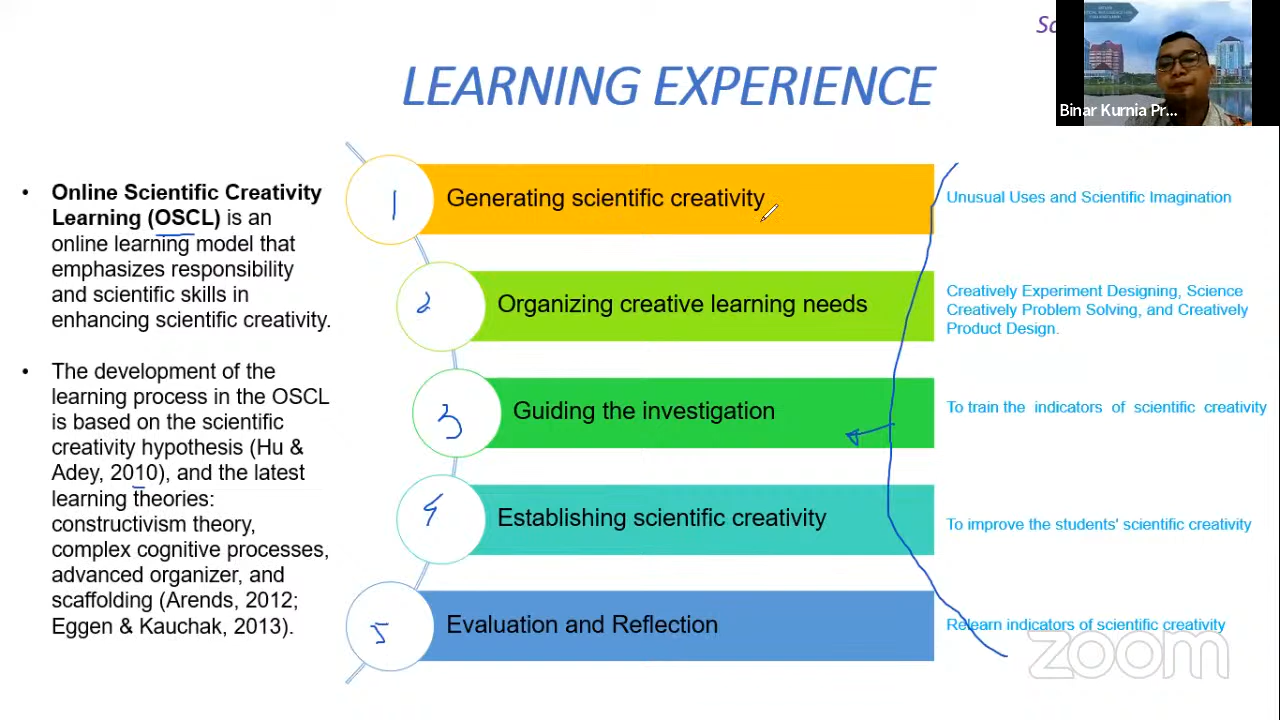 LEARNING EXPERIENCE
Binar Kurnia Pr...
• Online Scientific Creativity
Learning (OSCL) is an
online learning model that
emphasizes responsibility
and scientific skills in
enhancing scientific creativity.
• The development of the
learning process in the OSCL
is based on the scientific
creativity hypothesis (Hu &
Adey, 2010), and the latest
learning theories:
constructivism theory,
complex cognitive processes,
advanced organizer, and
scaffolding (Arends, 2012;
Eggen & Kauchak, 2013).
1 Generating scientific creativity
Unusual Uses and Scientific Imagination
2 Organizing creative learning needs
Creatively Experiment Designing, Science
Creatively Problem Solving, and Creatively
Product Design.
3 Guiding the investigation
To train the indicators of scientific creativity
4 Establishing scientific creativity
To improve the students' scientific creativity
5 Evaluation and Reflection
Relearn indicators of scientific creativity
zoom